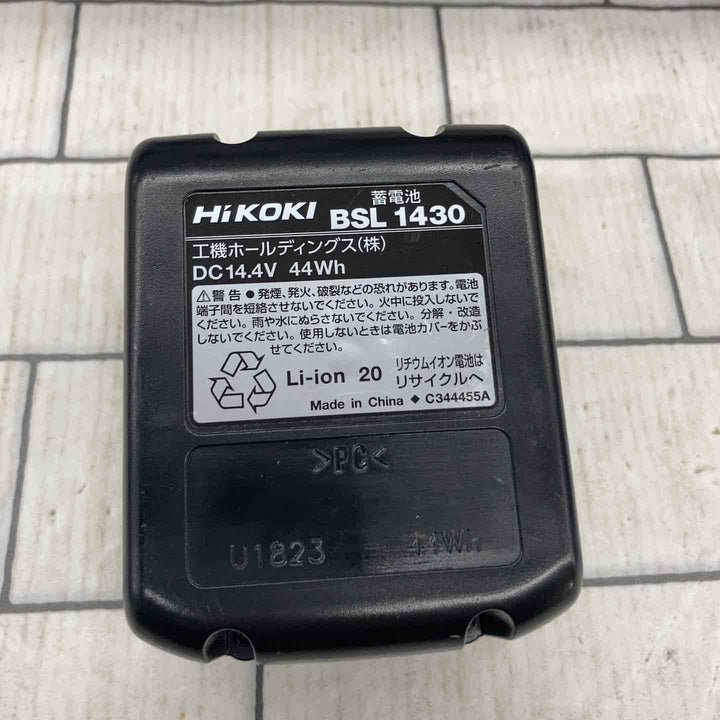 HiKOKI
蓄電池
BSL 1430
工機ホールディングス(株)
DC14.4V 44Wh
⚠警告 ●発煙、発火、破裂などの恐れがあります。電池
端子間を短絡させないでください。火中に投入しないで
ください。雨や水にぬらさないでください。分解・改造
しないでください。使用しないときは電池カバーをかぶ
せてください。
Li-ion 20
リチウムイオン電池は
リサイクルへ
Made in China ◆ C344455A
>PC<
U1823
44Wh